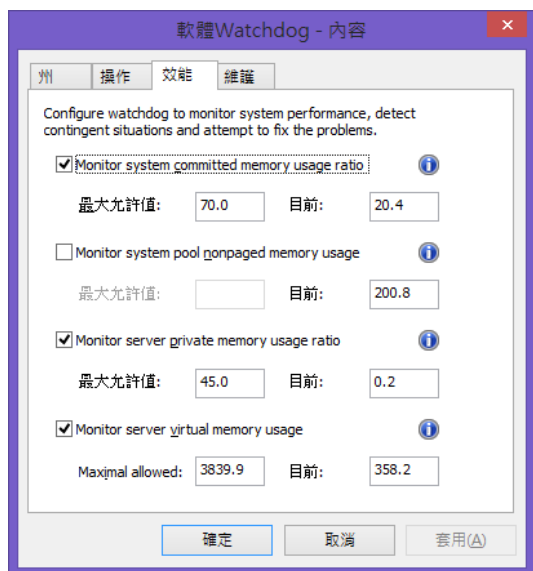 軟體Watchdog - 內容
州 操作 效能 維護
Configure watchdog to monitor system performance, detect
contingent situations and attempt to fix the problems.
Monitor system committed memory usage ratio
最大允許值: 70.0 目前: 20.4
Monitor system pool nonpaged memory usage
最大允許值: 目前: 200.8
Monitor server private memory usage ratio
最大允許值: 45.0 目前: 0.2
Monitor server virtual memory usage
Maximal allowed: 3839.9 目前: 358.2
確定 取消 套用(A)